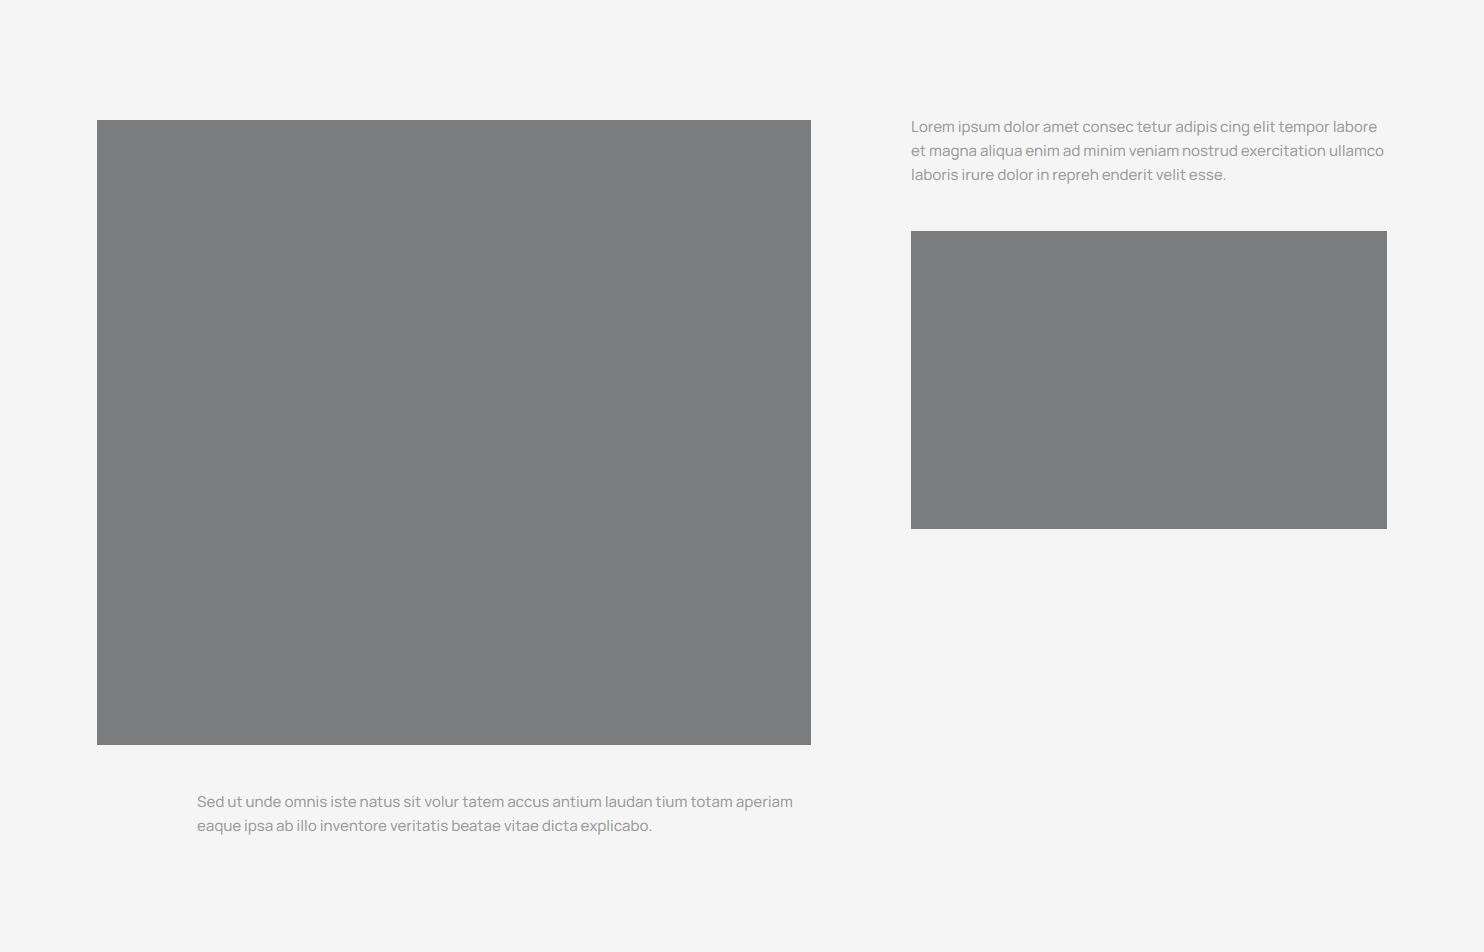 Lorem ipsum dolor amet consec tetur adipis cing elit tempor labore
et magna aliqua enim ad minim veniam nostrud exercitation ullamco
laboris irure dolor in repreh enderit velit esse.
Sed ut unde omnis iste natus sit volur tatem accus antium laudan tium totam aperiam
eaque ipsa ab illo inventore veritatis beatae vitae dicta explicabo.